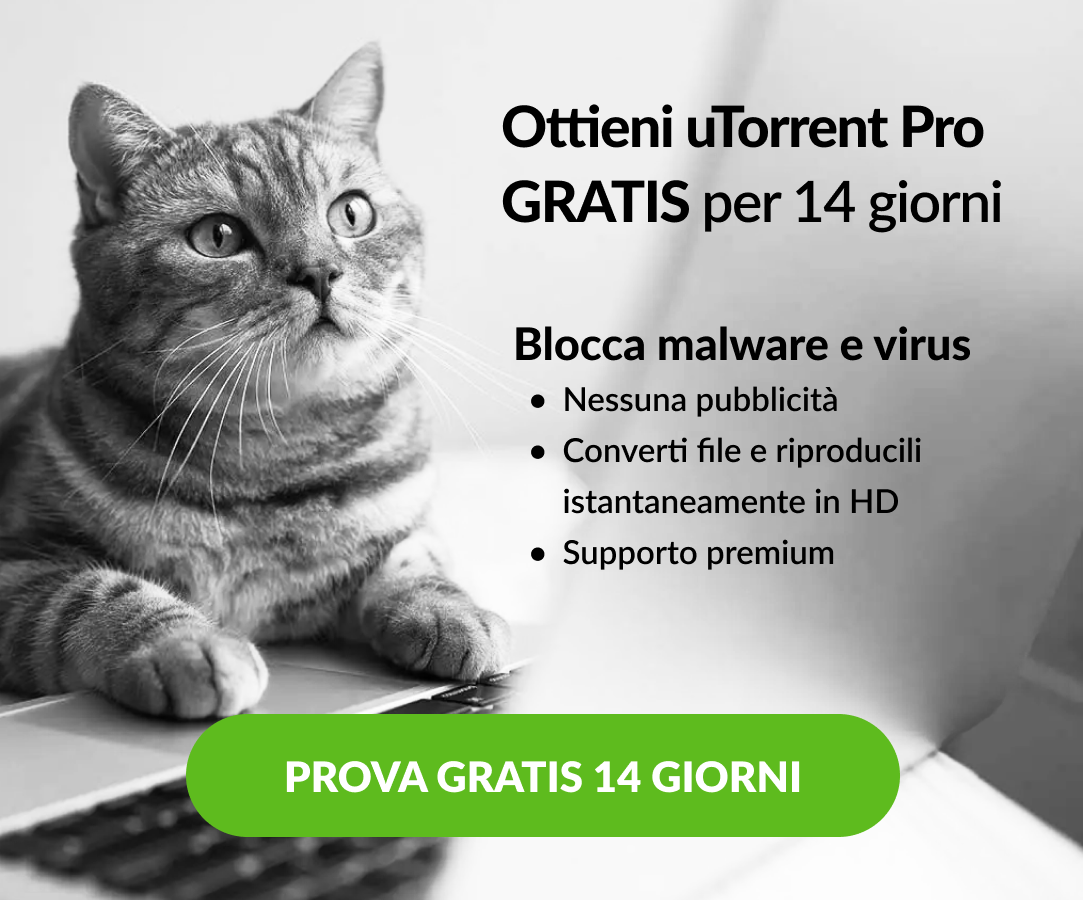 Ottieni uTorrent Pro
GRATIS per 14 giorni
Blocca malware e virus
• Nessuna pubblicità
• Converti file e riproducili
istantaneamente in HD
• Supporto premium
PROVA GRATIS 14 GIORNI